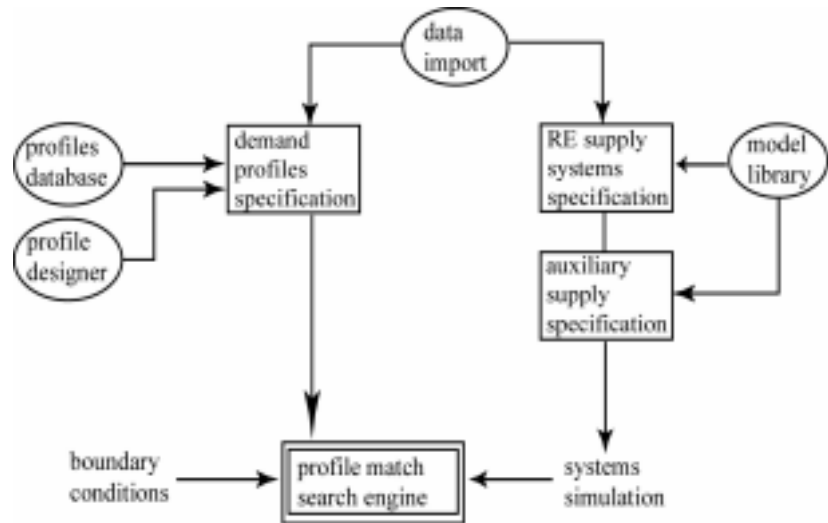 data
import
profiles
database
demand
profiles
specification
RE supply
systems
specification
model
library
profile
designer
auxiliary
supply
specification
boundary
conditions
profile match
search engine
systems
simulation